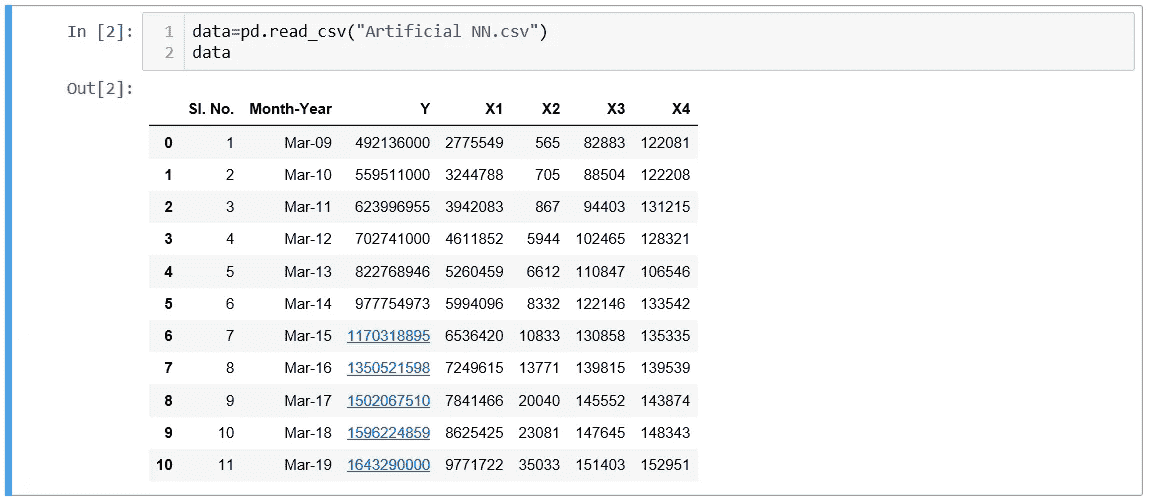 In [2]: 1 data=pd.read_csv("Artificial NN.csv")
2 data
Out[2]:
Sl. No. Month-Year Y X1 X2 X3 X4
0 1 Mar-09 492136000 2775549 565 82883 122081
1 2 Mar-10 559511000 3244788 705 88504 122208
2 3 Mar-11 623996955 3942083 867 94403 131215
3 4 Mar-12 702741000 4611852 5944 102465 128321
4 5 Mar-13 822768946 5260459 6612 110847 106546
5 6 Mar-14 977754973 5994096 8332 122146 133542
6 7 Mar-15 1170318895 6536420 10833 130858 135335
7 8 Mar-16 1350521598 7249615 13771 139815 139539
8 9 Mar-17 1502067510 7841466 20040 145552 143874
9 10 Mar-18 1596224859 8625425 23081 147645 148343
10 11 Mar-19 1643290000 9771722 35033 151403 152951